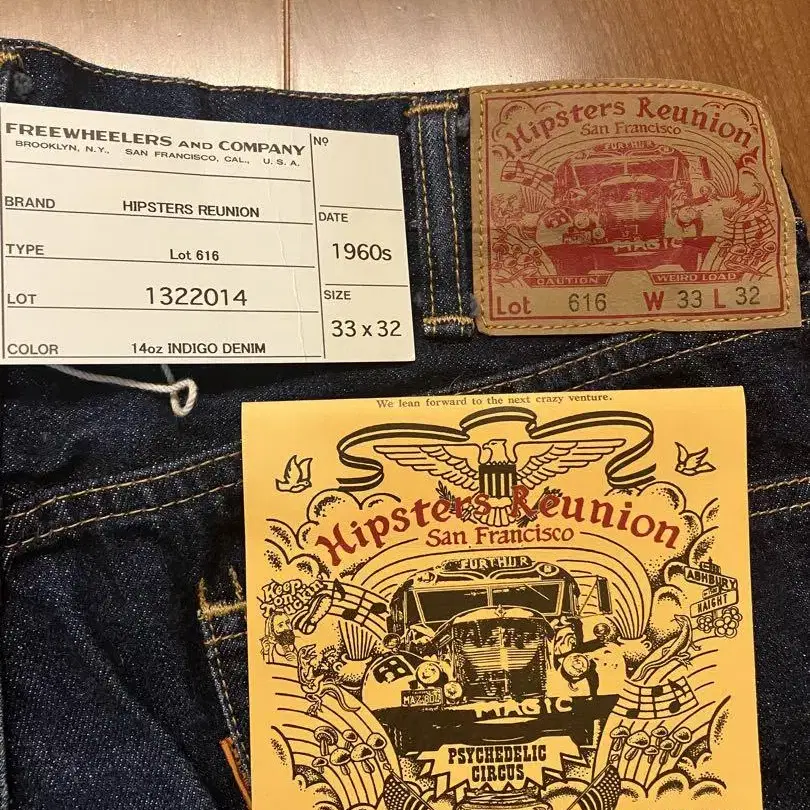 FREEWHEELERS AND COMPANY
BROOKLYN, N.Y., SAN FRANCISCO, CAL., U. S. A.
Nº
BRAND HIPSTERS REUNION
DATE
1960s
TYPE Lot 616
LOT 1322014
SIZE
33 x 32
COLOR 14oz INDIGO DENIM
Hipsters Reunion
San Francisco
FURTHUR
MAGIC
CAUTION WEIRD LOAD
Lot 616 W 33 L 32
We lean forward to the next crazy venture.
Hipsters Reunion
San Francisco
FURTHUR
ASHBURY
HAIGHT
Keep
MAGIC
PSYCHEDELIC
CIRCUS